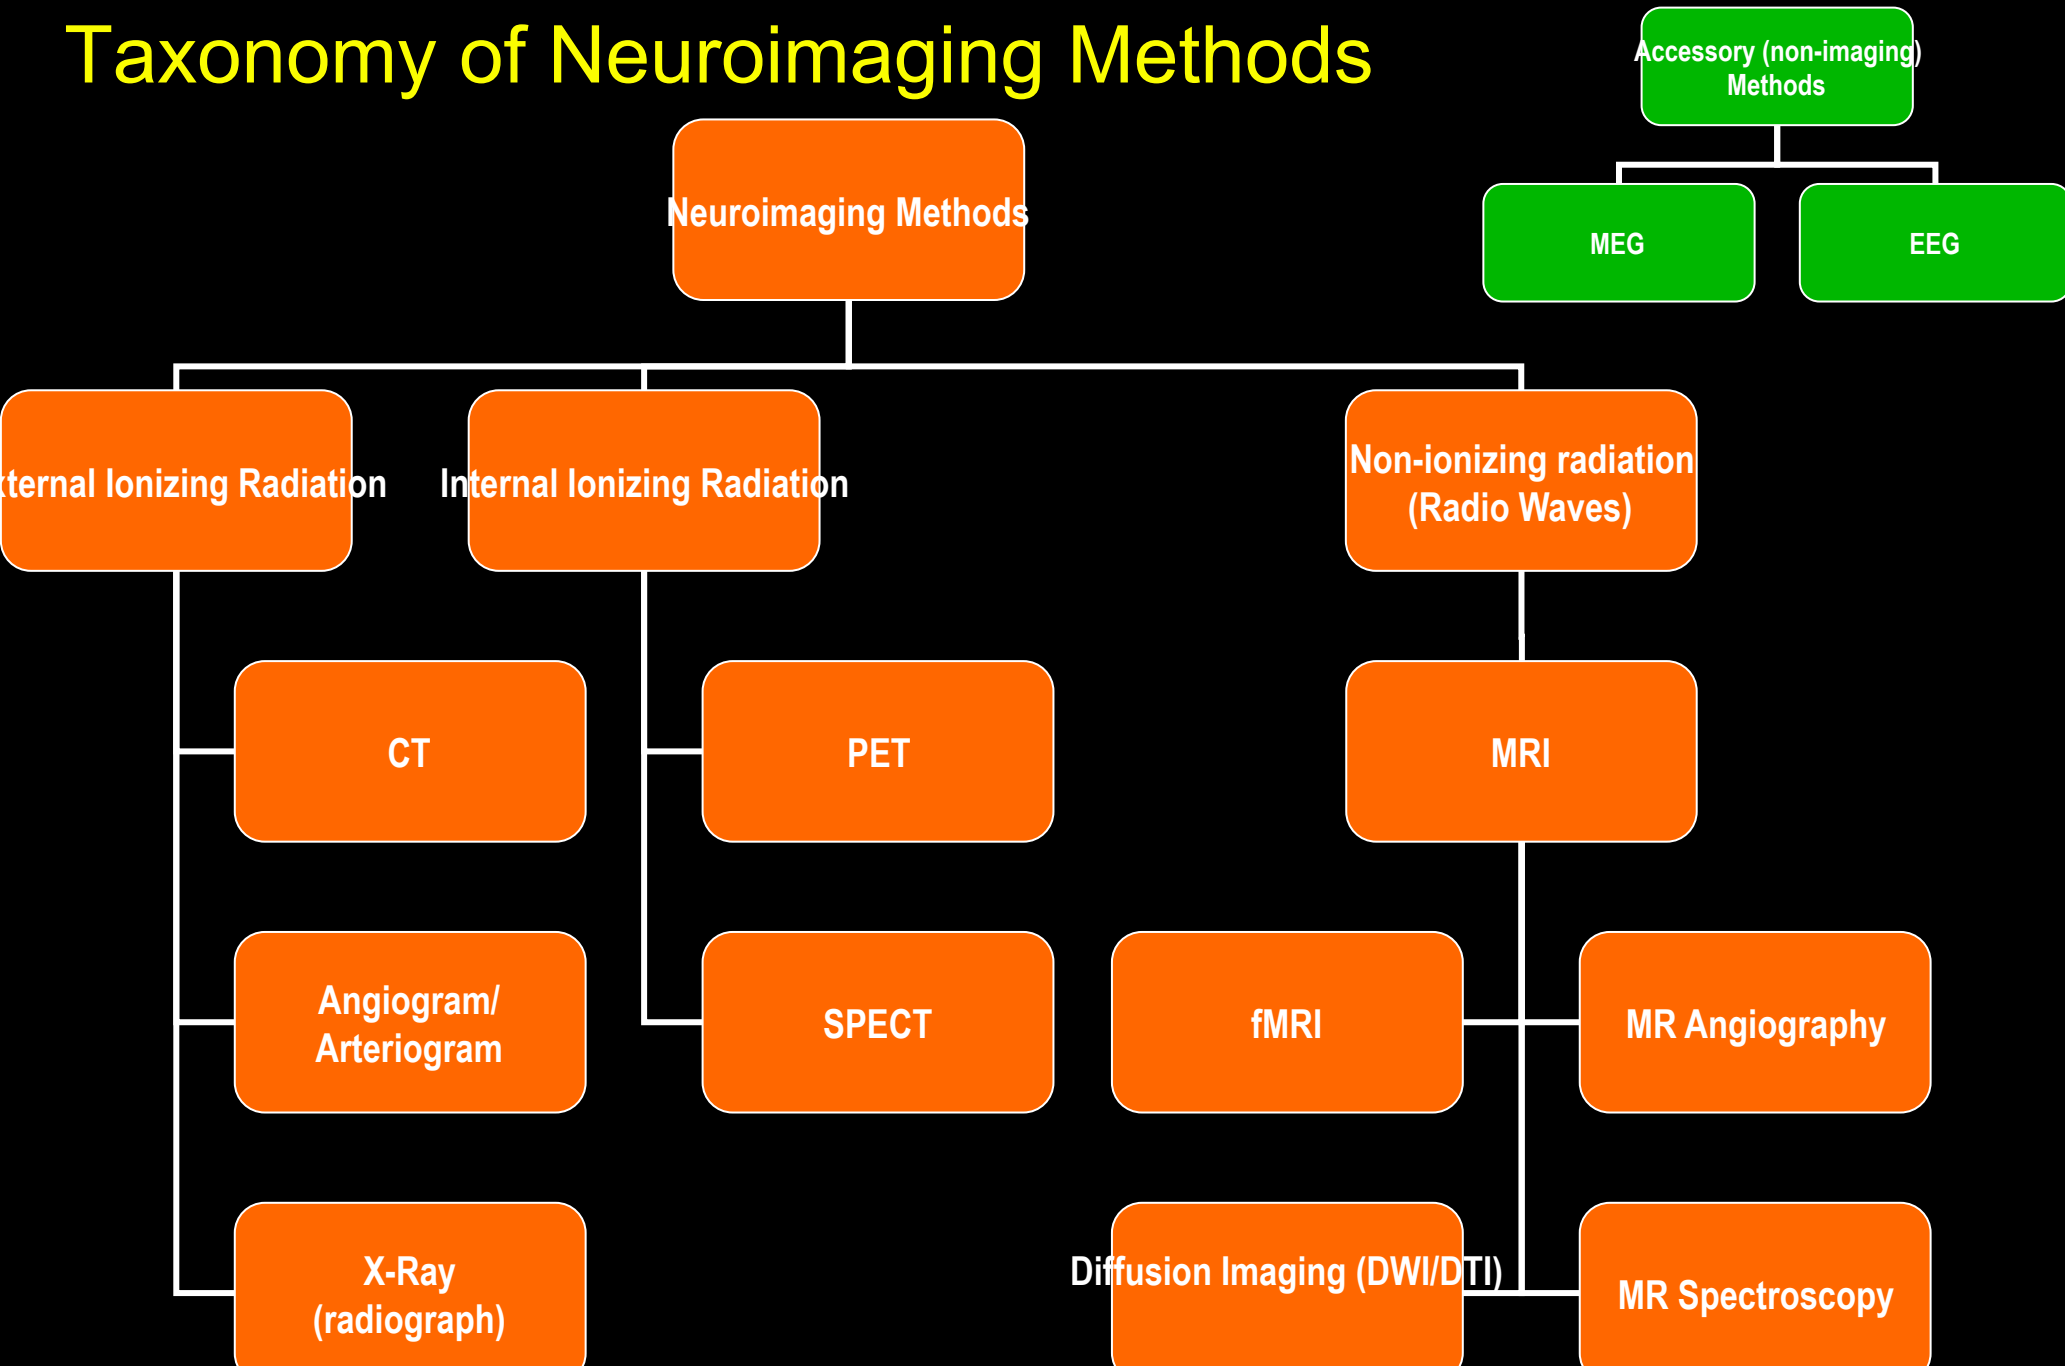 Taxonomy of Neuroimaging Methods
Accessory (non-imaging)
Methods
MEG
EEG
Neuroimaging Methods
xternal Ionizing Radiation
Internal Ionizing Radiation
Non-ionizing radiation
(Radio Waves)
CT
PET
MRI
Angiogram/
Arteriogram
SPECT
fMRI
MR Angiography
X-Ray
(radiograph)
Diffusion Imaging (DWI/DTI)
MR Spectroscopy